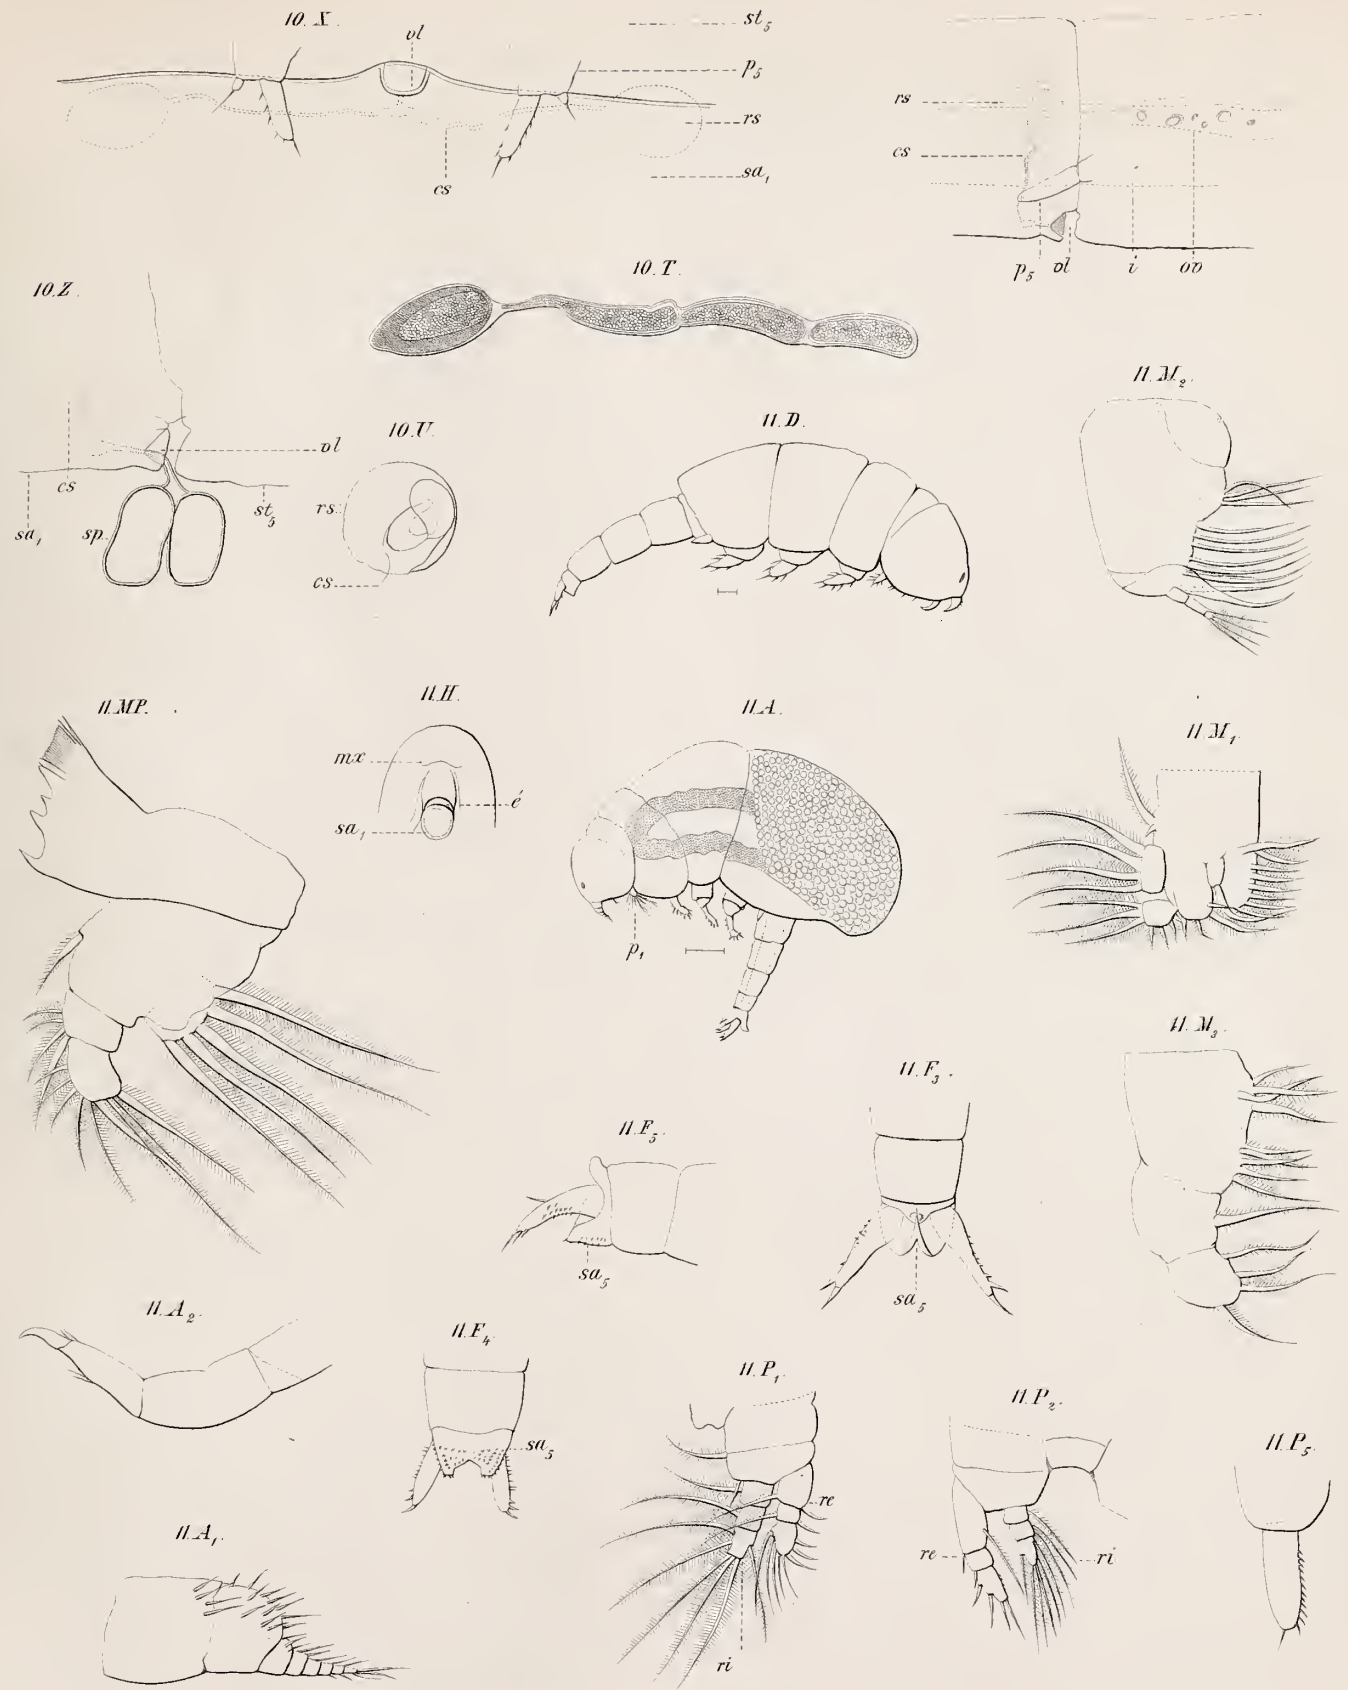 10.X.
vl
st5
p5
rs
sa1
cs
rs
cs
p5 vl i ov
10.Z.
10.T.
vl
cs
sa1
sp.
st5
10.U.
rs.
cs
11.D.
11.M2.
11.MP.
11.H.
mx
é
sa1
11.A.
p1
11.M1.
11.F5.
sa5
11.F3.
sa5
11.M3
11.A2.
11.F4.
sa5
11.P1.
re
ri
11.P2.
re
ri
11.P5.
11.A1.